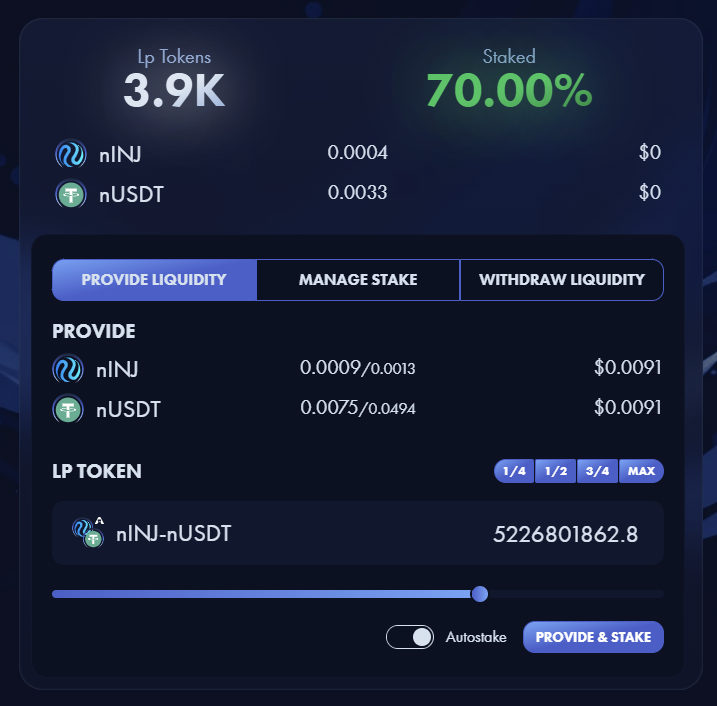 Lp Tokens Staked
3.9K 70.00%
nINJ 0.0004 $0
nUSDT 0.0033 $0
PROVIDE LIQUIDITY MANAGE STAKE WITHDRAW LIQUIDITY
PROVIDE
nINJ 0.0009/0.0013 $0.0091
nUSDT 0.0075/0.0494 $0.0091
LP TOKEN 1/4 1/2 3/4 MAX
nINJ-nUSDT 5226801862.8
Autostake PROVIDE & STAKE